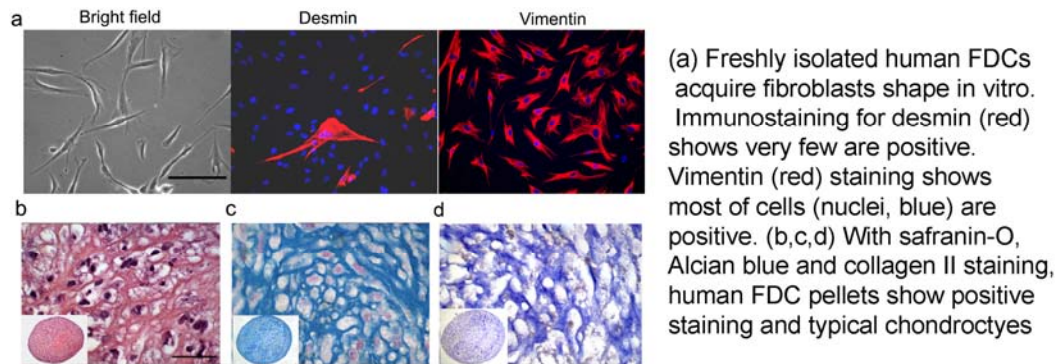 a
Bright field
Desmin
Vimentin
b
c
d
(a) Freshly isolated human FDCs
acquire fibroblasts shape in vitro.
Immunostaining for desmin (red)
shows very few are positive.
Vimentin (red) staining shows
most of cells (nuclei, blue) are
positive. (b,c,d) With safranin-O,
Alcian blue and collagen II staining,
human FDC pellets show positive
staining and typical chondroctyes